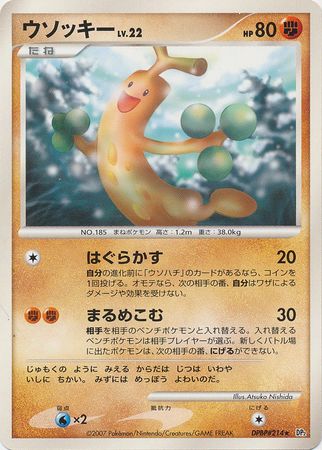 ウソッキー LV.22 HP 80
たね
NO.185 まねポケモン 高さ：1.2m 重さ：38.0kg
はぐらかす 20
自分の進化前に「ウソハチ」のカードがあるなら、コインを
1回投げる。オモテなら、次の相手の番、自分はワザによる
ダメージや効果を受けない。
まるめこむ 30
相手を相手のベンチポケモンと入れ替える。入れ替える
ベンチポケモンは相手プレイヤーが選ぶ。新しくバトル場
に出たポケモンは、次の相手の番、にげるができない。
じゅもくの ように みえる からだは じつは いわや
いしに ちかい。みずには めっぽう よわいのだ。
Illus.Atsuko Nishida
弱点 ×2 抵抗力 にげる
©2007 Pokémon/Nintendo/Creatures/GAME FREAK. DPBP#214★ DP2